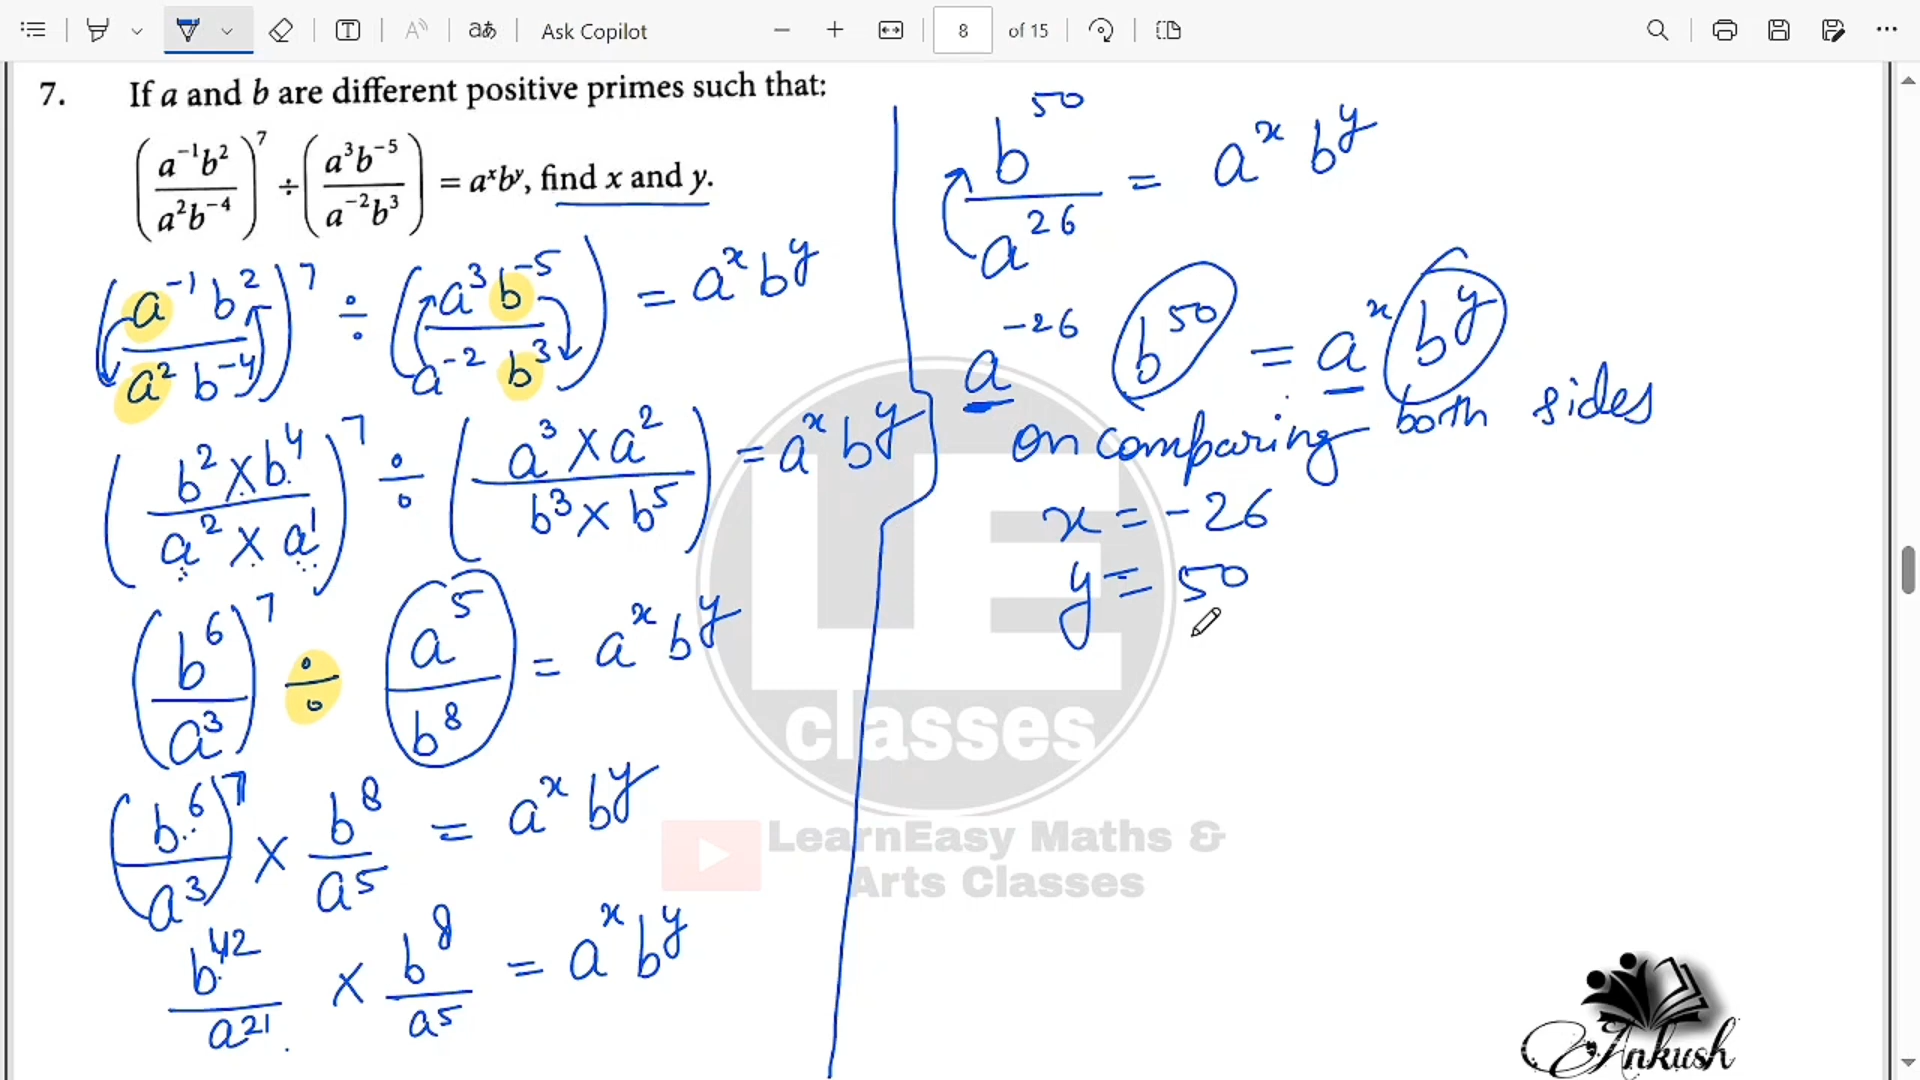 Ask Copilot
8 of 15
7. If a and b are different positive primes such that:
(a⁻¹b²/a²b⁻⁴)⁷ ÷ (a³b⁻⁵/a⁻²b³) = aˣbʸ, find x and y.
(a⁻¹b²/a²b⁻⁴)⁷ ÷ (a³b⁻⁵/a⁻²b³) = aˣbʸ
(b²×b⁴/a²×a¹)⁷ ÷ (a³×a²/b³×b⁵) = aˣbʸ
(b⁶/a³)⁷ ÷ a⁵/b⁸ = aˣbʸ
(b⁶/a³)⁷ × b⁸/a⁵ = aˣbʸ
b⁴²/a²¹ × b⁸/a⁵ = aˣbʸ
b⁵⁰/a²⁶ = aˣbʸ
a⁻²⁶ b⁵⁰ = aˣbʸ
on comparing both sides
x = -26
y = 50
LE
classes
LearnEasy Maths &
Arts Classes
Ankush